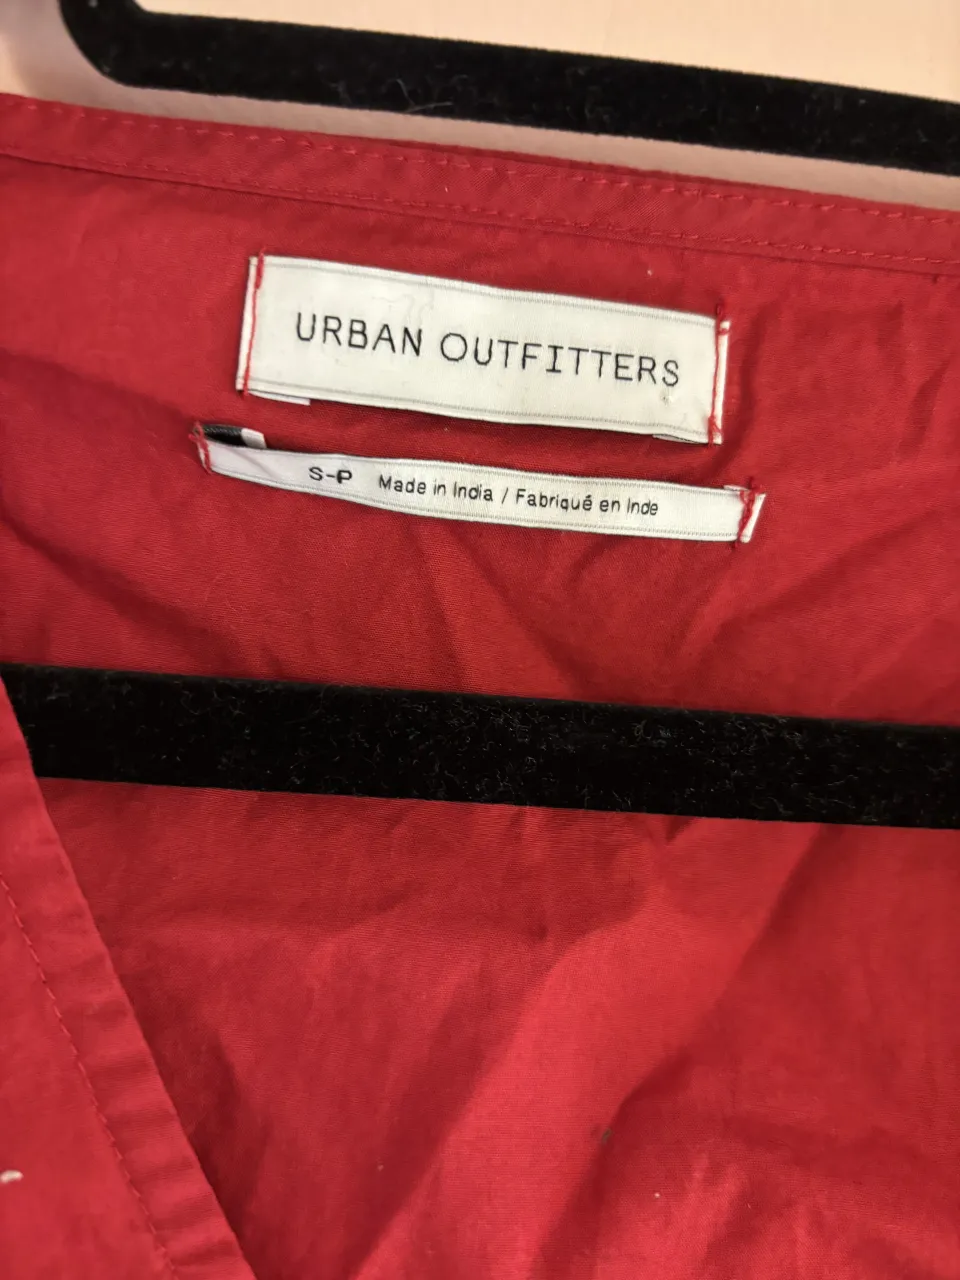 URBAN OUTFITTERS
S-P Made in India / Fabriqué en Inde